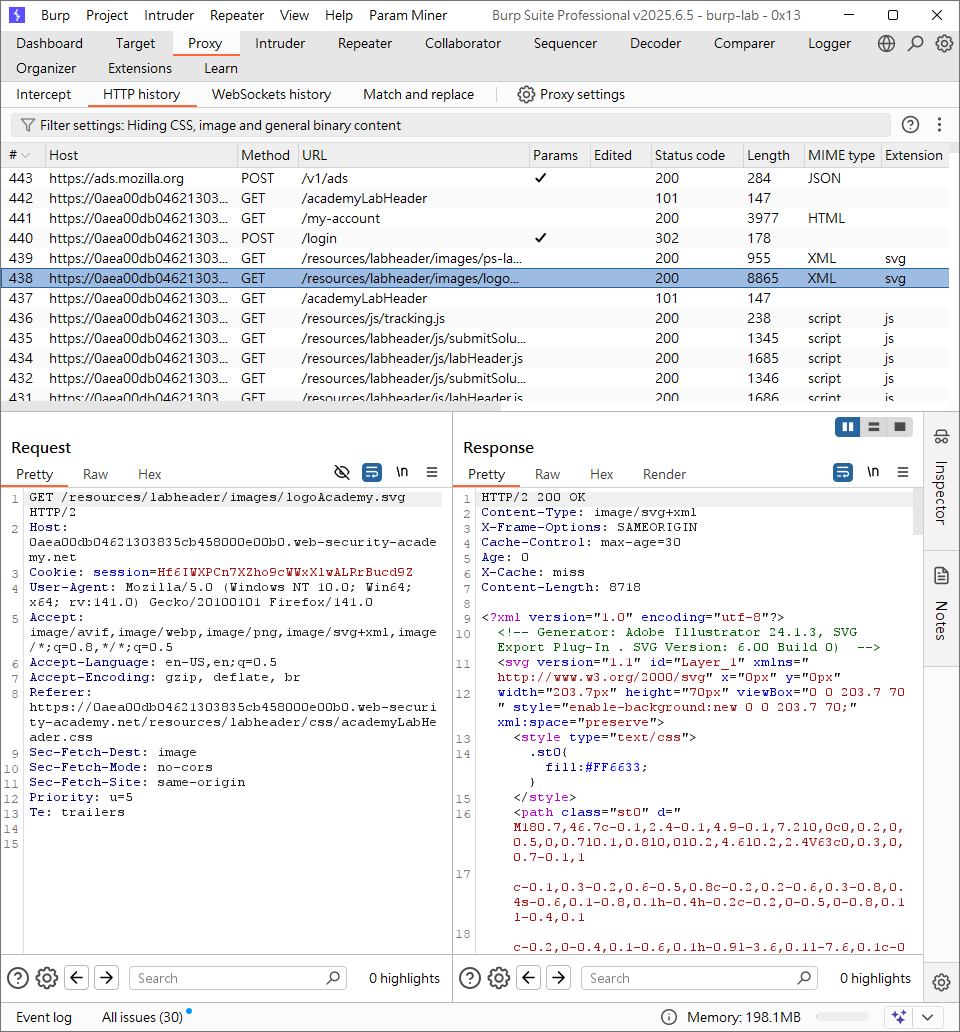 Burp Project Intruder Repeater View Help Param Miner Burp Suite Professional v2025.6.5 - burp-lab - 0x13
Dashboard Target Proxy Intruder Repeater Collaborator Sequencer Decoder Comparer Logger
Organizer Extensions Learn
Intercept HTTP history WebSockets history Match and replace Proxy settings
Filter settings: Hiding CSS, image and general binary content
# Host Method URL Params Edited Status code Length MIME type Extension
443 https://ads.mozilla.org POST /v1/ads ✓ 200 284 JSON
442 https://0aea00db04621303... GET /academyLabHeader 101 147
441 https://0aea00db04621303... GET /my-account 200 3977 HTML
440 https://0aea00db04621303... POST /login ✓ 302 178
439 https://0aea00db04621303... GET /resources/labheader/images/ps-la... 200 955 XML svg
438 https://0aea00db04621303... GET /resources/labheader/images/logo... 200 8865 XML svg
437 https://0aea00db04621303... GET /academyLabHeader 101 147
436 https://0aea00db04621303... GET /resources/js/tracking.js 200 238 script js
435 https://0aea00db04621303... GET /resources/labheader/js/submitSolu... 200 1345 script js
434 https://0aea00db04621303... GET /resources/labheader/js/labHeader.js 200 1685 script js
432 https://0aea00db04621303... GET /resources/labheader/js/submitSolu... 200 1346 script js
431 https://0aea00db04621303... GET /resources/labheader/js/labHeader.js 200 1686 script js
Request
Pretty Raw Hex \n
1 GET /resources/labheader/images/logoAcademy.svg
HTTP/2
2 Host:
0aea00db04621303835cb458000e00b0.web-security-acade
my.net
3 Cookie: session=Hf6IWXPCn7XZho9cWWxXlwALRrBucd9Z
4 User-Agent: Mozilla/5.0 (Windows NT 10.0; Win64;
x64; rv:141.0) Gecko/20100101 Firefox/141.0
5 Accept:
image/avif,image/webp,image/png,image/svg+xml,image
/*;q=0.8,*/*;q=0.5
6 Accept-Language: en-US,en;q=0.5
7 Accept-Encoding: gzip, deflate, br
8 Referer:
https://0aea00db04621303835cb458000e00b0.web-secur
ity-academy.net/resources/labheader/css/academyLabHe
ader.css
9 Sec-Fetch-Dest: image
10 Sec-Fetch-Mode: no-cors
11 Sec-Fetch-Site: same-origin
12 Priority: u=5
13 Te: trailers
14
15
Response
Pretty Raw Hex Render \n
1 HTTP/2 200 OK
2 Content-Type: image/svg+xml
3 X-Frame-Options: SAMEORIGIN
4 Cache-Control: max-age=30
5 Age: 0
6 X-Cache: miss
7 Content-Length: 8718
8
9 <?xml version="1.0" encoding="utf-8"?>
10 <!-- Generator: Adobe Illustrator 24.1.3, SVG
Export Plug-In . SVG Version: 6.00 Build 0) -->
11 <svg version="1.1" id="Layer_1" xmlns="
http://www.w3.org/2000/svg" x="0px" y="0px"
12 width="203.7px" height="70px" viewBox="0 0 203.7 70
" style="enable-background:new 0 0 203.7 70;"
xml:space="preserve">
13 <style type="text/css">
14 .st0{
fill:#FF6633;
}
15 </style>
16 <path class="st0" d="
M180.7,46.7c-0.1,2.4-0.1,4.9-0.1,7.2l0,0c0,0.2,0,
0.5,0,0.7l0.1,0.8l0,0l0.2,4.6l0.2,2.4V63c0,0.3,0,
0.7-0.1,1
17
c-0.1,0.3-0.2,0.6-0.5,0.8c-0.2,0.2-0.6,0.3-0.8,0.
4s-0.6,0.1-0.8,0.1h-0.4h-0.2c-0.2,0-0.5,0-0.8,0.1
l-0.4,0.1
18
c-0.2,0-0.4,0.1-0.6,0.1h-0.9l-3.6,0.1l-7.6,0.1c-0
Inspector
Notes
Search 0 highlights
Search 0 highlights
Event log All issues (30) Memory: 198.1MB